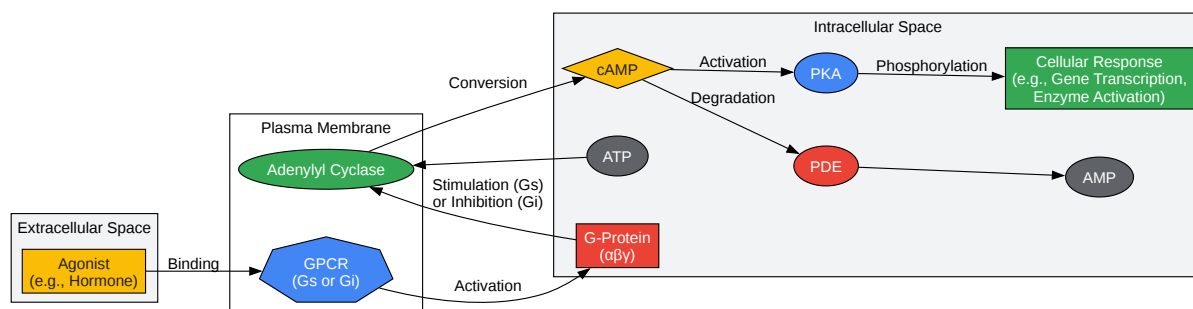 Intracellular Space
cAMP
Activation
PKA
Phosphorylation
Cellular Response
(e.g., Gene Transcription,
Enzyme Activation)
Conversion
Degradation
Plasma Membrane
Adenylyl Cyclase
ATP
PDE
AMP
Stimulation (Gs)
or Inhibition (Gi)
Extracellular Space
Agonist
(e.g., Hormone)
Binding
GPCR
(Gs or Gi)
Activation
G-Protein
(αβγ)